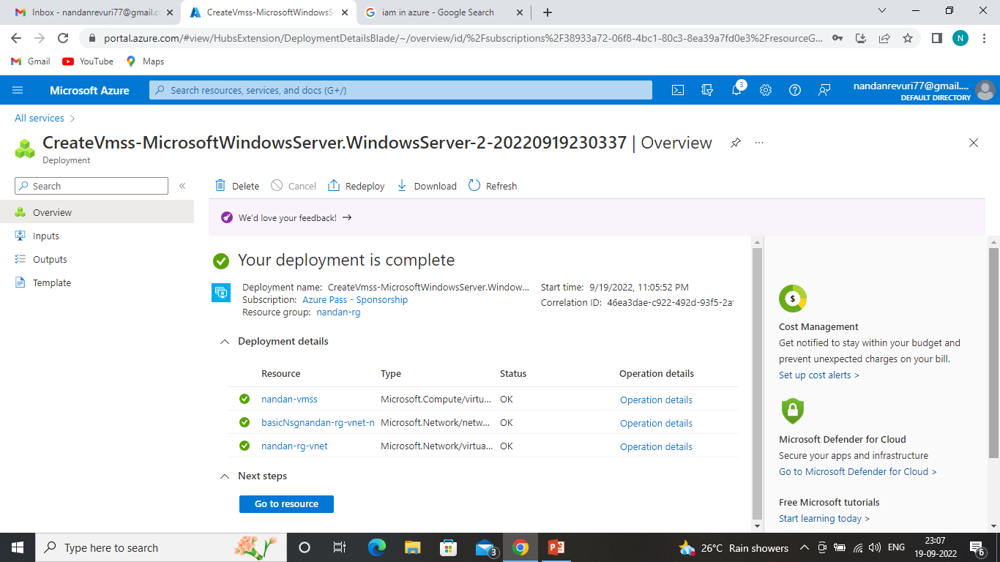 Inbox - nandanrevuri77@gmail.c
CreateVmss-MicrosoftWindowsS
iam in azure - Google Search
portal.azure.com/#view/HubsExtension/DeploymentDetailsBlade/~/overview/id/%2Fsubscriptions%2F38933a72-06f8-4bc1-80c3-8ea39a7fd0e3%2FresourceG...
N
Gmail
YouTube
Maps
Microsoft Azure
Search resources, services, and docs (G+/)
3
nandanrevuri77@gmail....
DEFAULT DIRECTORY
All services >
CreateVmss-MicrosoftWindowsServer.WindowsServer-2-20220919230337 | Overview
...
Deployment
Search
«
Delete
Cancel
Redeploy
Download
Refresh
Overview
Inputs
Outputs
Template
We'd love your feedback! →
Your deployment is complete
Deployment name: CreateVmss-MicrosoftWindowsServer.Window...
Subscription: Azure Pass - Sponsorship
Resource group: nandan-rg
Start time: 9/19/2022, 11:05:52 PM
Correlation ID: 46ea3dae-c922-492d-93f5-2a
Deployment details
Resource Type Status Operation details
nandan-vmss Microsoft.Compute/virtu... OK Operation details
basicNsgnandan-rg-vnet-n Microsoft.Network/netw... OK Operation details
nandan-rg-vnet Microsoft.Network/virtua... OK Operation details
Next steps
Go to resource
$
Cost Management
Get notified to stay within your budget and
prevent unexpected charges on your bill.
Set up cost alerts >
Microsoft Defender for Cloud
Secure your apps and infrastructure
Go to Microsoft Defender for Cloud >
Free Microsoft tutorials
Start learning today >
Type here to search
3
26°C Rain showers
ENG
23:07
19-09-2022
6